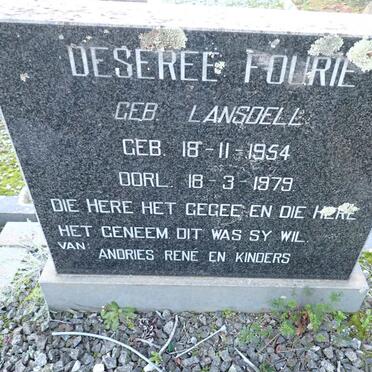 DESEREE FOURIE
GEB. LANSDELL
GEB. 18-11-1954
OORL. 18-3-1979
DIE HERE HET GEGEE EN DIE HERE
HET GENEEM DIT WAS SY WIL.
VAN: ANDRIES RENÉ EN KINDERS